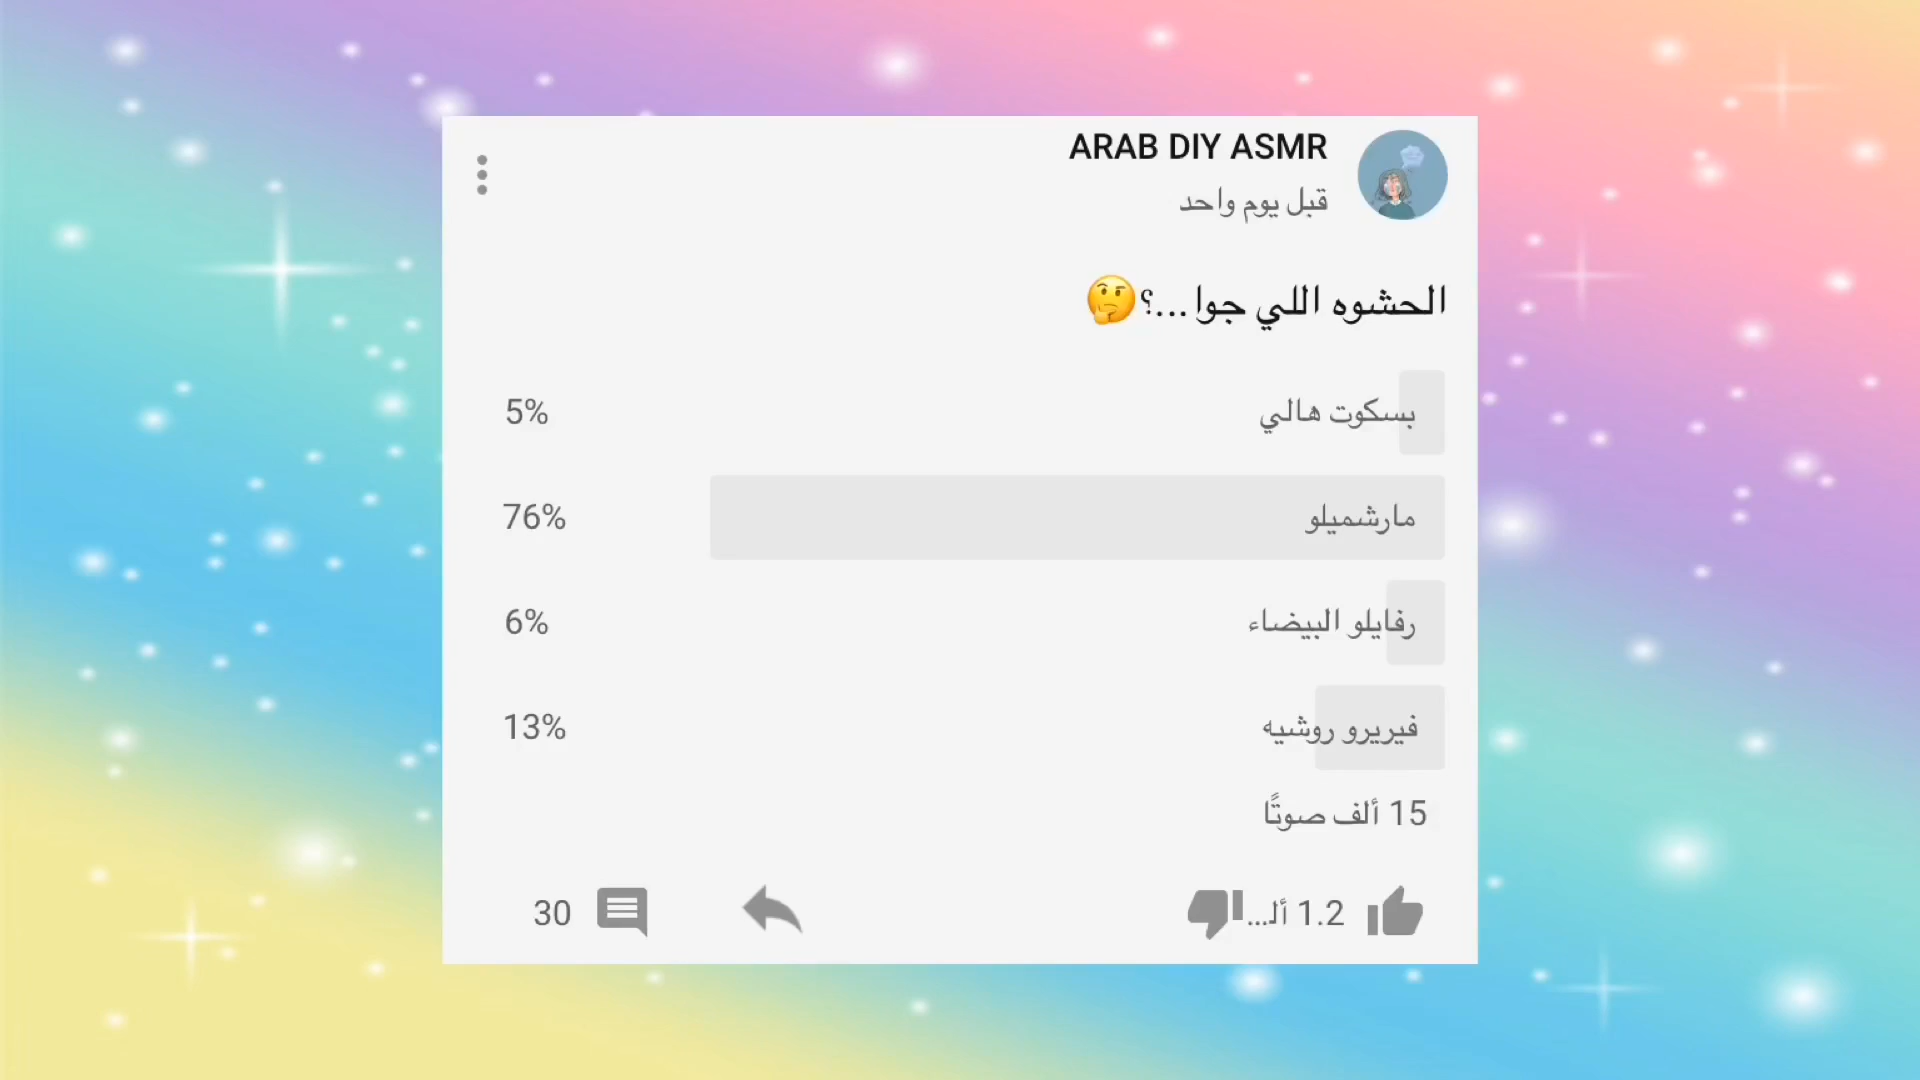 ARAB DIY ASMR
قبل يوم واحد
الحشوه اللي جوا...؟🤔
بسكوت هالي 5%
مارشميلو 76%
رفايلو البيضاء 6%
فيريرو روشيه 13%
15 ألف صوتًا
1.2 ألـ... 30